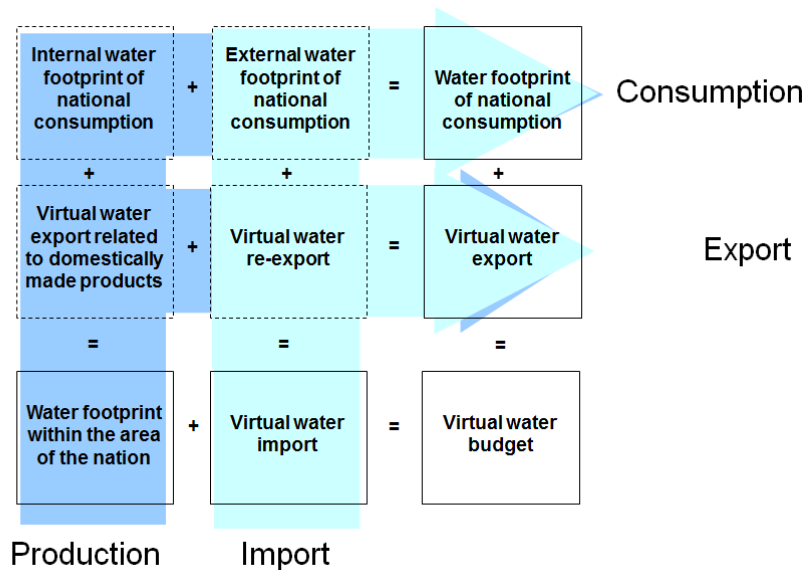 Internal water
footprint of
national
consumption
+
External water
footprint of
national
consumption
=
Water footprint
of national
consumption
Consumption
+
+
+
Virtual water
export related
to domestically
made products
+
Virtual water
re-export
=
Virtual water
export
Export
=
=
=
Water footprint
within the area
of the nation
+
Virtual water
import
=
Virtual water
budget
Production
Import